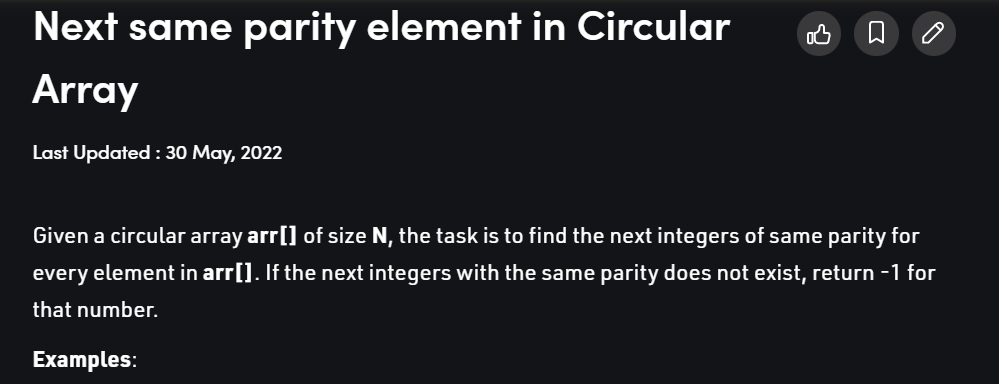 Next same parity element in Circular
Array
Last Updated : 30 May, 2022
Given a circular array arr[] of size N, the task is to find the next integers of same parity for
every element in arr[]. If the next integers with the same parity does not exist, return -1 for
that number.
Examples: